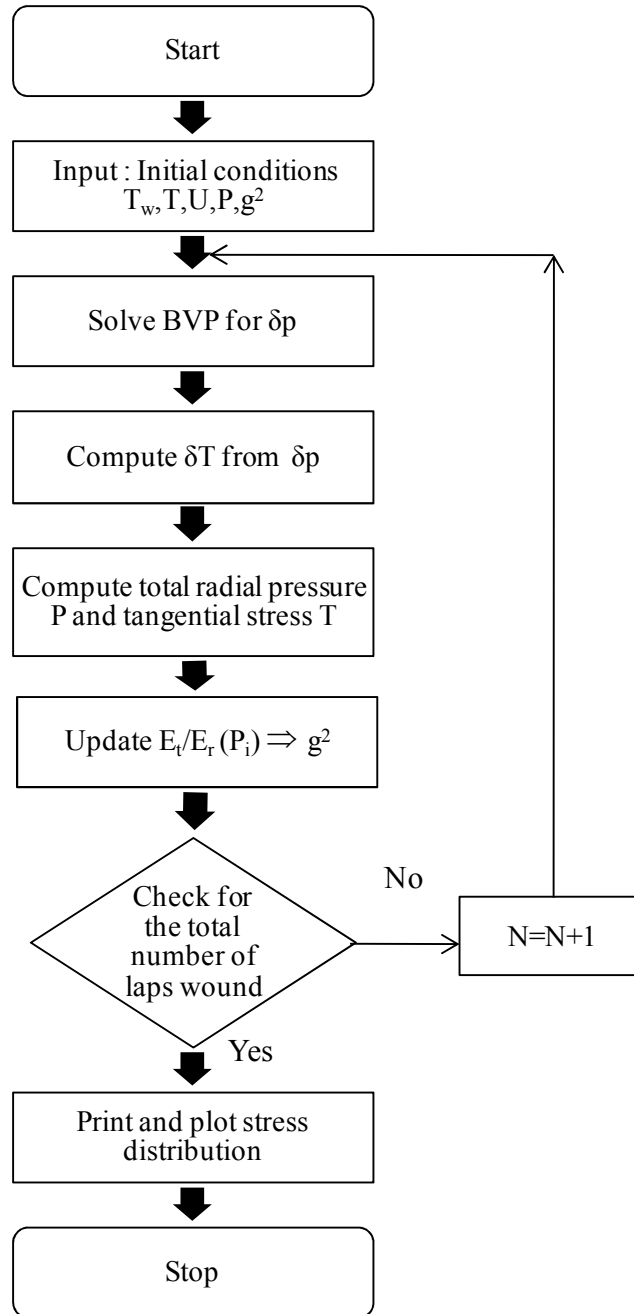 Start
Input : Initial conditions
T_w,T,U,P,g²
Solve BVP for δp
Compute δT from δp
Compute total radial pressure
P and tangential stress T
Update E_t/E_r (P_i) ⇒ g²
Check for
the total
number of
laps wound
No
N=N+1
Yes
Print and plot stress
distribution
Stop